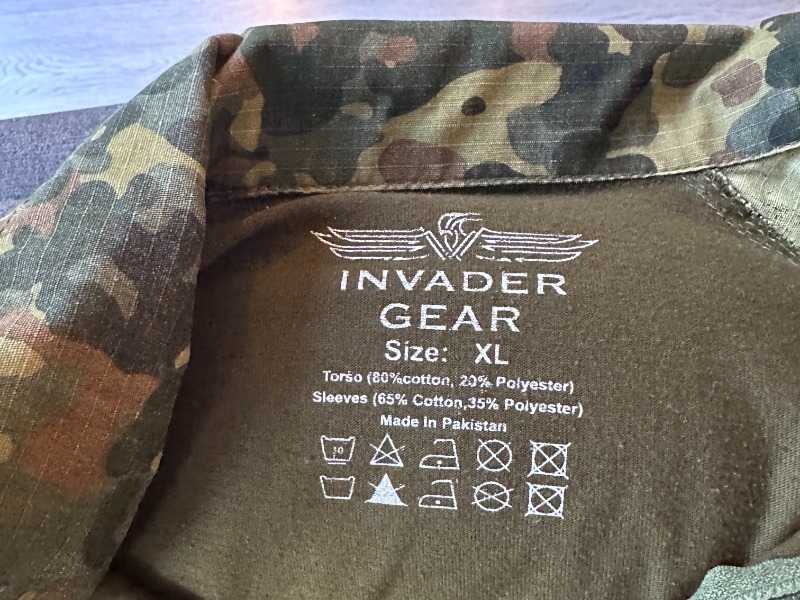 INVADER
GEAR
Size: XL
Torso (80%cotton, 20% Polyester)
Sleeves (65% Cotton,35% Polyester)
Made In Pakistan